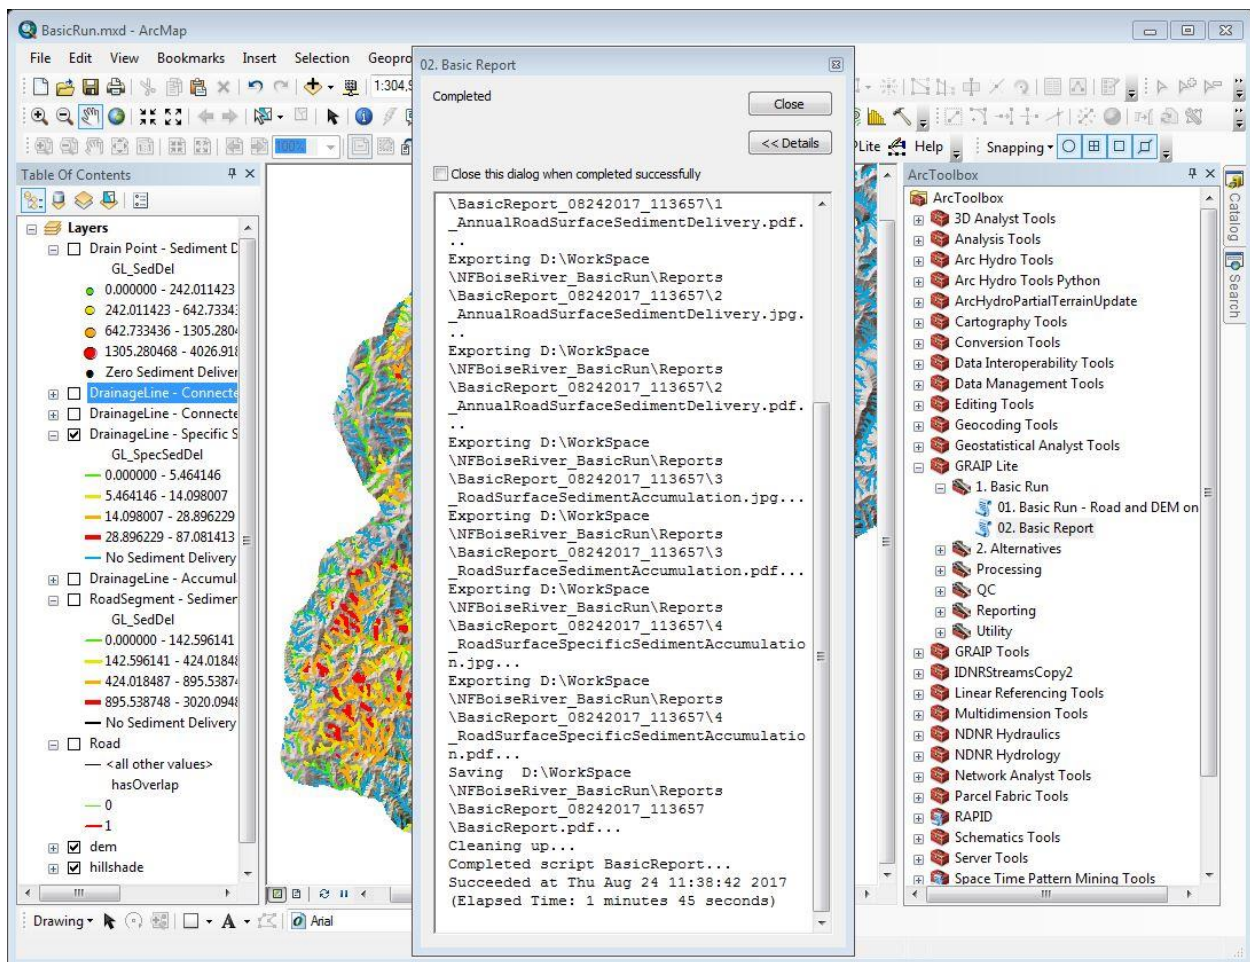 BasicRun.mxd - ArcMap
File Edit View Bookmarks Insert Selection Geopro
1:304,9
100%
Lite
Help
Snapping
Table Of Contents
Layers
Drain Point - Sediment D
GL_SedDel
0.000000 - 242.011423
242.011423 - 642.73343
642.733436 - 1305.2804
1305.280468 - 4026.918
Zero Sediment Deliver
DrainageLine - Connecte
DrainageLine - Connecte
DrainageLine - Specific S
GL_SpecSedDel
0.000000 - 5.464146
5.464146 - 14.098007
14.098007 - 28.896229
28.896229 - 87.081413
No Sediment Delivery
DrainageLine - Accumul
RoadSegment - Sedimer
GL_SedDel
0.000000 - 142.596141
142.596141 - 424.01848
424.018487 - 895.5387
895.538748 - 3020.0948
No Sediment Delivery
Road
<all other values>
hasOverlap
0
1
dem
hillshade
Drawing
A
Arial
02. Basic Report
Completed
Close
<< Details
Close this dialog when completed successfully
\BasicReport_08242017_113657\1
_AnnualRoadSurfaceSedimentDelivery.pdf.
..
Exporting D:\WorkSpace
\NFBoiseRiver_BasicRun\Reports
\BasicReport_08242017_113657\2
_AnnualRoadSurfaceSedimentDelivery.jpg.
..
Exporting D:\WorkSpace
\NFBoiseRiver_BasicRun\Reports
\BasicReport_08242017_113657\2
_AnnualRoadSurfaceSedimentDelivery.pdf.
..
Exporting D:\WorkSpace
\NFBoiseRiver_BasicRun\Reports
\BasicReport_08242017_113657\3
_RoadSurfaceSedimentAccumulation.jpg...
Exporting D:\WorkSpace
\NFBoiseRiver_BasicRun\Reports
\BasicReport_08242017_113657\3
_RoadSurfaceSedimentAccumulation.pdf...
Exporting D:\WorkSpace
\NFBoiseRiver_BasicRun\Reports
\BasicReport_08242017_113657\4
_RoadSurfaceSpecificSedimentAccumulatio
n.jpg...
Exporting D:\WorkSpace
\NFBoiseRiver_BasicRun\Reports
\BasicReport_08242017_113657\4
_RoadSurfaceSpecificSedimentAccumulatio
n.pdf...
Saving D:\WorkSpace
\NFBoiseRiver_BasicRun\Reports
\BasicReport_08242017_113657
\BasicReport.pdf...
Cleaning up...
Completed script BasicReport...
Succeeded at Thu Aug 24 11:38:42 2017
(Elapsed Time: 1 minutes 45 seconds)
ArcToolbox
ArcToolbox
3D Analyst Tools
Analysis Tools
Arc Hydro Tools
Arc Hydro Tools Python
ArcHydroPartialTerrainUpdate
Cartography Tools
Conversion Tools
Data Interoperability Tools
Data Management Tools
Editing Tools
Geocoding Tools
Geostatistical Analyst Tools
GRAIP Lite
1. Basic Run
01. Basic Run - Road and DEM on
02. Basic Report
2. Alternatives
Processing
QC
Reporting
Utility
GRAIP Tools
IDNRStreamsCopy2
Linear Referencing Tools
Multidimension Tools
NDNR Hydraulics
NDNR Hydrology
Network Analyst Tools
Parcel Fabric Tools
RAPID
Schematics Tools
Server Tools
Space Time Pattern Mining Tools
Catalog
Search